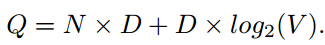 Q = N × D + D × log₂(V).